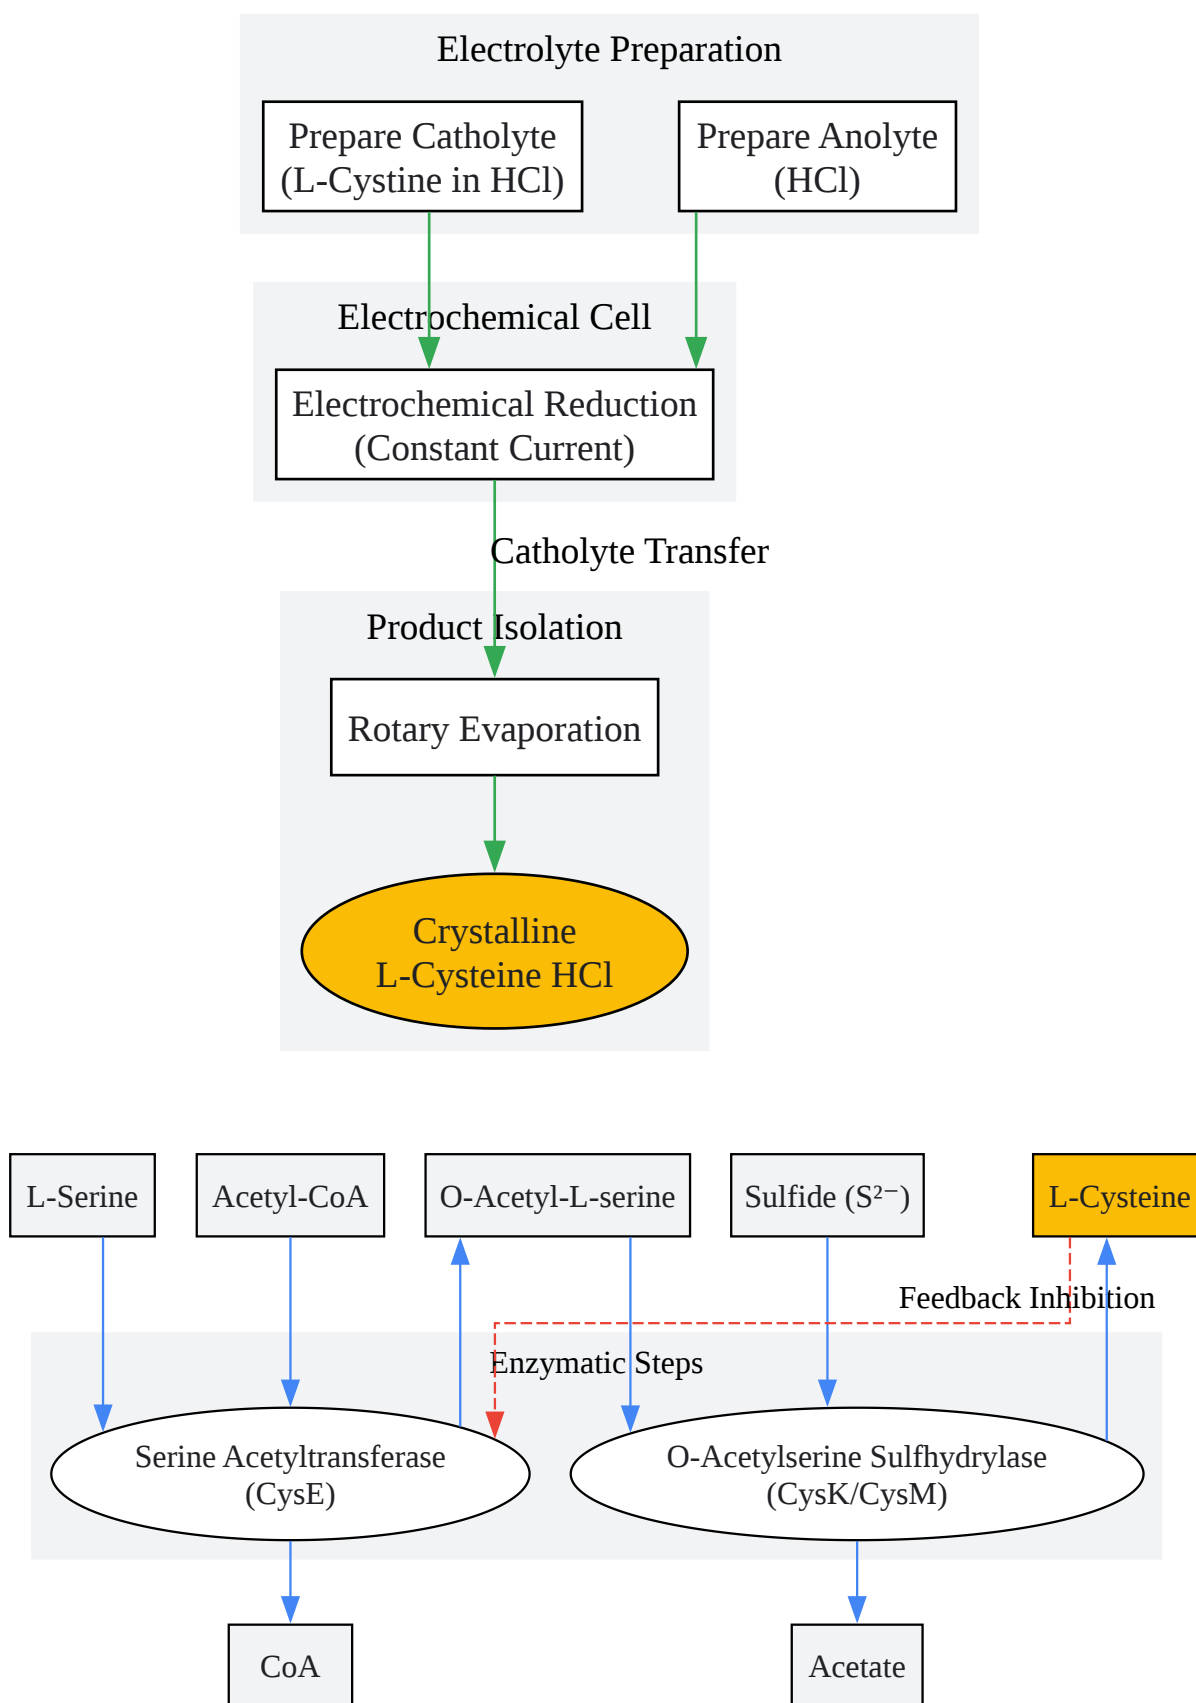 Electrolyte Preparation
Prepare Catholyte
(L-Cystine in HCl)
Prepare Anolyte
(HCl)
Electrochemical Cell
Electrochemical Reduction
(Constant Current)
Catholyte Transfer
Product Isolation
Rotary Evaporation
Crystalline
L-Cysteine HCl
L-Serine
Acetyl-CoA
O-Acetyl-L-serine
Sulfide (S²⁻)
L-Cysteine
Feedback Inhibition
Enzymatic Steps
Serine Acetyltransferase
(CysE)
O-Acetylserine Sulfhydrylase
(CysK/CysM)
CoA
Acetate